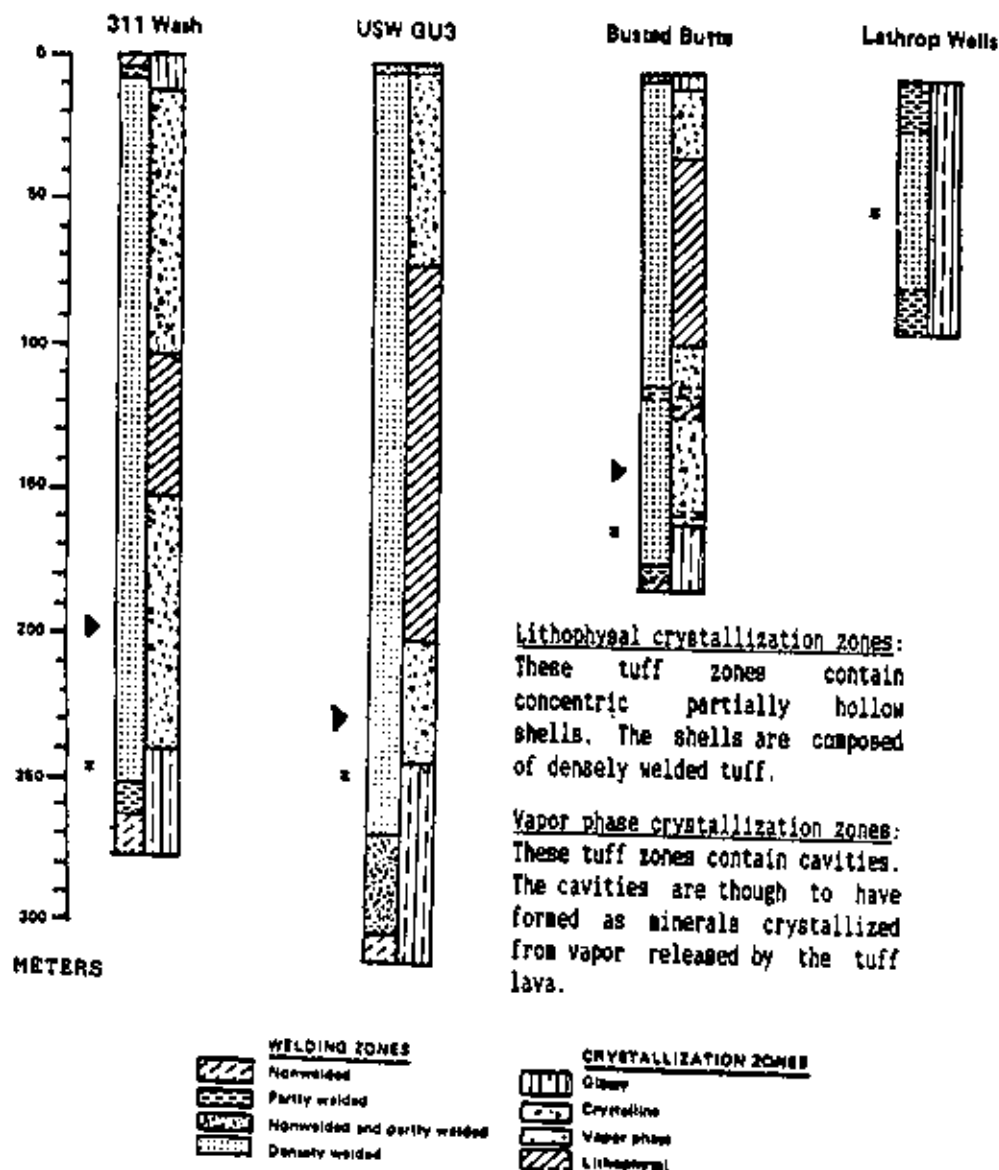 311 Wash
USW GU3
Busted Butte
Lathrop Wells
0
50
100
150
200
250
300
METERS
Lithophysal crystallization zones:
These tuff zones contain
concentric partially hollow
shells. The shells are composed
of densely welded tuff.
Vapor phase crystallization zones:
These tuff zones contain cavities.
The cavities are though to have
formed as minerals crystallized
from vapor released by the tuff
lava.
WELDING ZONES
Nonwelded
Partly welded
Nonwelded and partly welded
Densely welded
CRYSTALLIZATION ZONES
Glassy
Crystalline
Vapor phase
Lithophysal